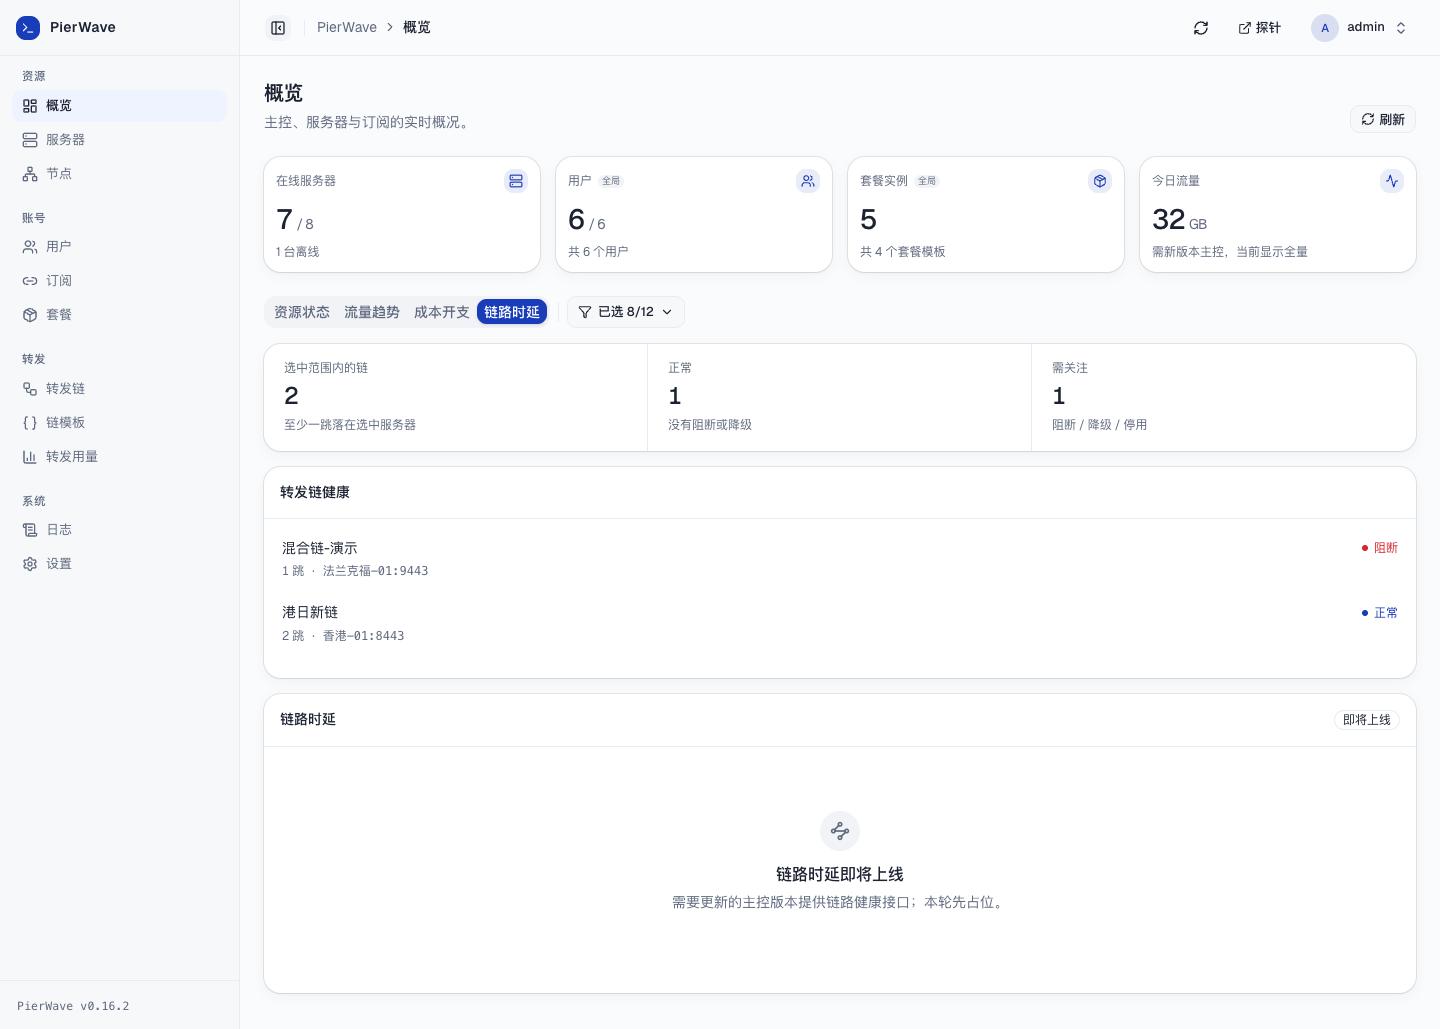 PierWave
PierWave > 概览
探针
A
admin
资源
概览
服务器
节点
账号
用户
订阅
套餐
转发
转发链
链模板
转发用量
系统
日志
设置
PierWave v0.16.2
概览
主控、服务器与订阅的实时概况。
刷新
在线服务器
7 / 8
1 台离线
用户 全局
6 / 6
共 6 个用户
套餐实例 全局
5
共 4 个套餐模板
今日流量
32 GB
需新版本主控，当前显示全量
资源状态 流量趋势 成本开支 链路时延
已选 8/12
选中范围内的链
2
至少一跳落在选中服务器
正常
1
没有阻断或降级
需关注
1
阻断 / 降级 / 停用
转发链健康
混合链-演示
阻断
1 跳 · 法兰克福-01:9443
港日新链
正常
2 跳 · 香港-01:8443
链路时延
即将上线
链路时延即将上线
需要更新的主控版本提供链路健康接口；本轮先占位。